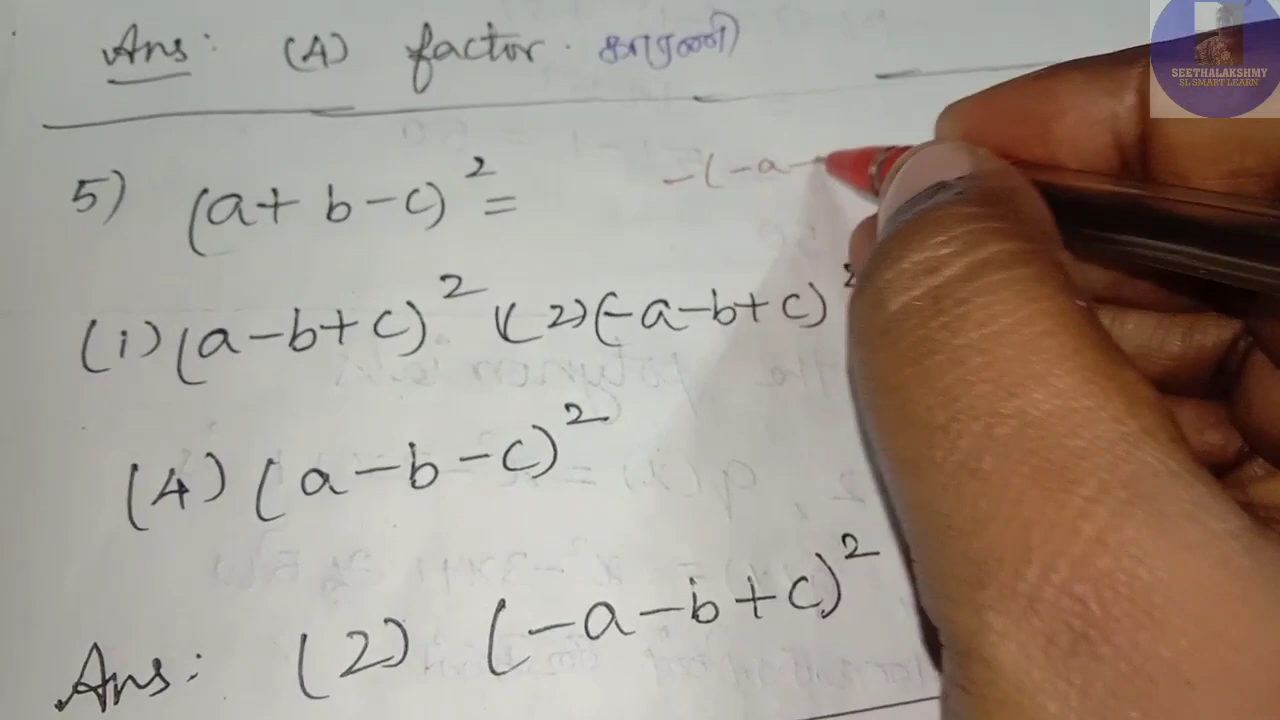 Ans: (A) factor. காரணி
SEETHALAKSHMY
SL SMART LEARN
-(-a-
5) (a+b-c)² =
(1) (a-b+c)² (2) (-a-b+c)²
(4) (a-b-c)²
Ans: (2) (-a-b+c)²